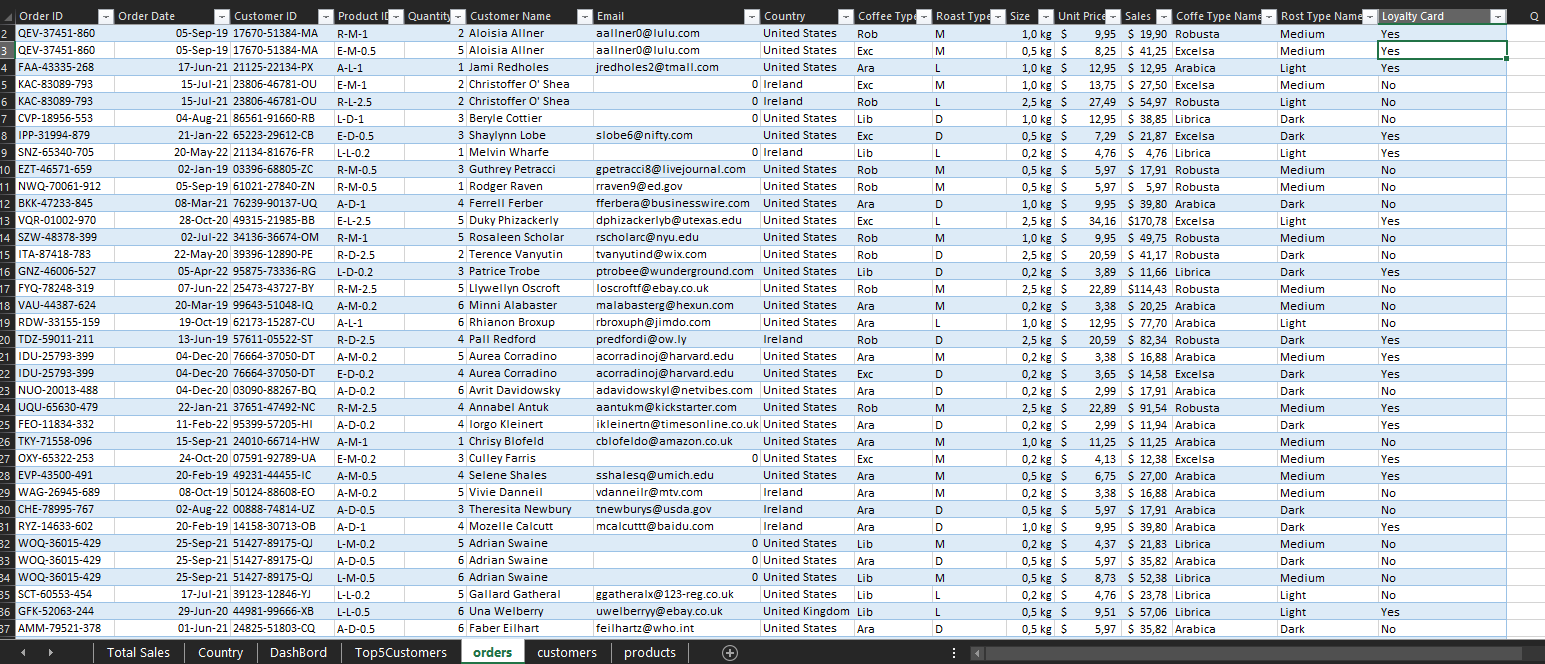 Order ID Order Date Customer ID Product ID Quantity Customer Name Email Country Coffee Type Roast Type Size Unit Price Sales Coffe Type Name Rost Type Name Loyalty Card Q
2 QEV-37451-860 05-Sep-19 17670-51384-MA R-M-1 2 Aloisia Allner aallner0@lulu.com United States Rob M 1,0 kg $ 9,95 $ 19,90 Robusta Medium Yes
3 QEV-37451-860 05-Sep-19 17670-51384-MA E-M-0.5 5 Aloisia Allner aallner0@lulu.com United States Exc M 0,5 kg $ 8,25 $ 41,25 Excelsa Medium Yes
4 FAA-43335-268 17-Jun-21 21125-22134-PX A-L-1 1 Jami Redholes jredholes2@tmall.com United States Ara L 1,0 kg $ 12,95 $ 12,95 Arabica Light Yes
5 KAC-83089-793 15-Jul-21 23806-46781-OU E-M-1 2 Christoffer O' Shea 0 Ireland Exc M 1,0 kg $ 13,75 $ 27,50 Excelsa Medium No
6 KAC-83089-793 15-Jul-21 23806-46781-OU R-L-2.5 2 Christoffer O' Shea 0 Ireland Rob L 2,5 kg $ 27,49 $ 54,97 Robusta Light No
7 CVP-18956-553 04-Aug-21 86561-91660-RB L-D-1 3 Beryle Cottier 0 United States Lib D 1,0 kg $ 12,95 $ 38,85 Librica Dark No
8 IPP-31994-879 21-Jan-22 65223-29612-CB E-D-0.5 3 Shaylynn Lobe slobe6@nifty.com United States Exc D 0,5 kg $ 7,29 $ 21,87 Excelsa Dark Yes
9 SNZ-65340-705 20-May-22 21134-81676-FR L-L-0.2 1 Melvin Wharfe 0 Ireland Lib L 0,2 kg $ 4,76 $ 4,76 Librica Light Yes
10 EZT-46571-659 02-Jan-19 03396-68805-ZC R-M-0.5 3 Guthrey Petracci gpetracci8@livejournal.com United States Rob M 0,5 kg $ 5,97 $ 17,91 Robusta Medium No
11 NWQ-70061-912 05-Sep-19 61021-27840-ZN R-M-0.5 1 Rodger Raven rraven9@ed.gov United States Rob M 0,5 kg $ 5,97 $ 5,97 Robusta Medium No
12 BKK-47233-845 08-Mar-21 76239-90137-UQ A-D-1 4 Ferrell Ferber fferbera@businesswire.com United States Ara D 1,0 kg $ 9,95 $ 39,80 Arabica Dark No
13 VQR-01002-970 28-Oct-20 49315-21985-BB E-L-2.5 5 Duky Phizackerly dphizackerlyb@utexas.edu United States Exc L 2,5 kg $ 34,16 $170,78 Excelsa Light Yes
14 SZW-48378-399 02-Jul-22 34136-36674-OM R-M-1 5 Rosaleen Scholar rscholarc@nyu.edu United States Rob M 1,0 kg $ 9,95 $ 49,75 Robusta Medium No
15 ITA-87418-783 22-May-20 39396-12890-PE R-D-2.5 2 Terence Vanyutin tvanyutind@wix.com United States Rob D 2,5 kg $ 20,59 $ 41,17 Robusta Dark No
16 GNZ-46006-527 05-Apr-22 95875-73336-RG L-D-0.2 3 Patrice Trobe ptrobee@wunderground.com United States Lib D 0,2 kg $ 3,89 $ 11,66 Librica Dark Yes
17 FYQ-78248-319 07-Jun-22 25473-43727-BY R-M-2.5 5 Llywellyn Oscroft loscroftf@ebay.co.uk United States Rob M 2,5 kg $ 22,89 $114,43 Robusta Medium No
18 VAU-44387-624 20-Mar-19 99643-51048-IQ A-M-0.2 6 Minni Alabaster malabasterg@hexun.com United States Ara M 0,2 kg $ 3,38 $ 20,25 Arabica Medium No
19 RDW-33155-159 19-Oct-19 62173-15287-CU A-L-1 6 Rhianon Broxup rbroxuph@jimdo.com United States Ara L 1,0 kg $ 12,95 $ 77,70 Arabica Light No
20 TDZ-59011-211 13-Jun-19 57611-05522-ST R-D-2.5 4 Pall Redford predfordi@ow.ly Ireland Rob D 2,5 kg $ 20,59 $ 82,34 Robusta Dark Yes
21 IDU-25793-399 04-Dec-20 76664-37050-DT A-M-0.2 5 Aurea Corradino acorradinoj@harvard.edu United States Ara M 0,2 kg $ 3,38 $ 16,88 Arabica Medium Yes
22 IDU-25793-399 04-Dec-20 76664-37050-DT E-D-0.2 4 Aurea Corradino acorradinoj@harvard.edu United States Exc D 0,2 kg $ 3,65 $ 14,58 Excelsa Dark Yes
23 NUO-20013-488 04-Dec-20 03090-88267-BQ A-D-0.2 6 Avrit Davidowsky adavidowskyl@netvibes.com United States Ara D 0,2 kg $ 2,99 $ 17,91 Arabica Dark No
24 UQU-65630-479 22-Jan-21 37651-47492-NC R-M-2.5 4 Annabel Antuk aantukm@kickstarter.com United States Rob M 2,5 kg $ 22,89 $ 91,54 Robusta Medium Yes
25 FEO-11834-332 11-Feb-22 95399-57205-HI A-D-0.2 4 Iorgo Kleinert ikleinertn@timesonline.co.uk United States Ara D 0,2 kg $ 2,99 $ 11,94 Arabica Dark Yes
26 TKY-71558-096 15-Sep-21 24010-66714-HW A-M-1 1 Chrisy Blofeld cblofeldo@amazon.co.uk United States Ara M 1,0 kg $ 11,25 $ 11,25 Arabica Medium No
27 OXY-65322-253 24-Oct-20 07591-92789-UA E-M-0.2 3 Culley Farris 0 United States Exc M 0,2 kg $ 4,13 $ 12,38 Excelsa Medium Yes
28 EVP-43500-491 20-Feb-19 49231-44455-IC A-M-0.5 4 Selene Shales sshalesq@umich.edu United States Ara M 0,5 kg $ 6,75 $ 27,00 Arabica Medium Yes
29 WAG-26945-689 08-Oct-19 50124-88608-EO A-M-0.2 5 Vivie Danneil vdanneilr@mtv.com Ireland Ara M 0,2 kg $ 3,38 $ 16,88 Arabica Medium No
30 CHE-78995-767 02-Aug-22 00888-74814-UZ A-D-0.5 3 Theresita Newbury tnewburys@usda.gov Ireland Ara D 0,5 kg $ 5,97 $ 17,91 Arabica Dark No
31 RYZ-14633-602 20-Feb-19 14158-30713-OB A-D-1 4 Mozelle Calcutt mcalcuttt@baidu.com Ireland Ara D 1,0 kg $ 9,95 $ 39,80 Arabica Dark Yes
32 WOQ-36015-429 25-Sep-21 51427-89175-QJ L-M-0.2 5 Adrian Swaine 0 United States Lib M 0,2 kg $ 4,37 $ 21,83 Librica Medium No
33 WOQ-36015-429 25-Sep-21 51427-89175-QJ A-D-0.5 6 Adrian Swaine 0 United States Ara D 0,5 kg $ 5,97 $ 35,82 Arabica Dark No
34 WOQ-36015-429 25-Sep-21 51427-89175-QJ L-M-0.5 6 Adrian Swaine 0 United States Lib M 0,5 kg $ 8,73 $ 52,38 Librica Medium No
35 SCT-60553-454 17-Jul-21 39123-12846-YJ L-L-0.2 5 Gallard Gatheral ggatheralx@123-reg.co.uk United States Lib L 0,2 kg $ 4,76 $ 23,78 Librica Light No
36 GFK-52063-244 29-Jun-20 44981-99666-XB L-L-0.5 6 Una Welberry uwelberryy@ebay.co.uk United Kingdom Lib L 0,5 kg $ 9,51 $ 57,06 Librica Light Yes
37 AMM-79521-378 01-Jun-21 24825-51803-CQ A-D-0.5 6 Faber Eilhart feilhartz@who.int United States Ara D 0,5 kg $ 5,97 $ 35,82 Arabica Dark No
Total Sales Country DashBord Top5Customers orders customers products